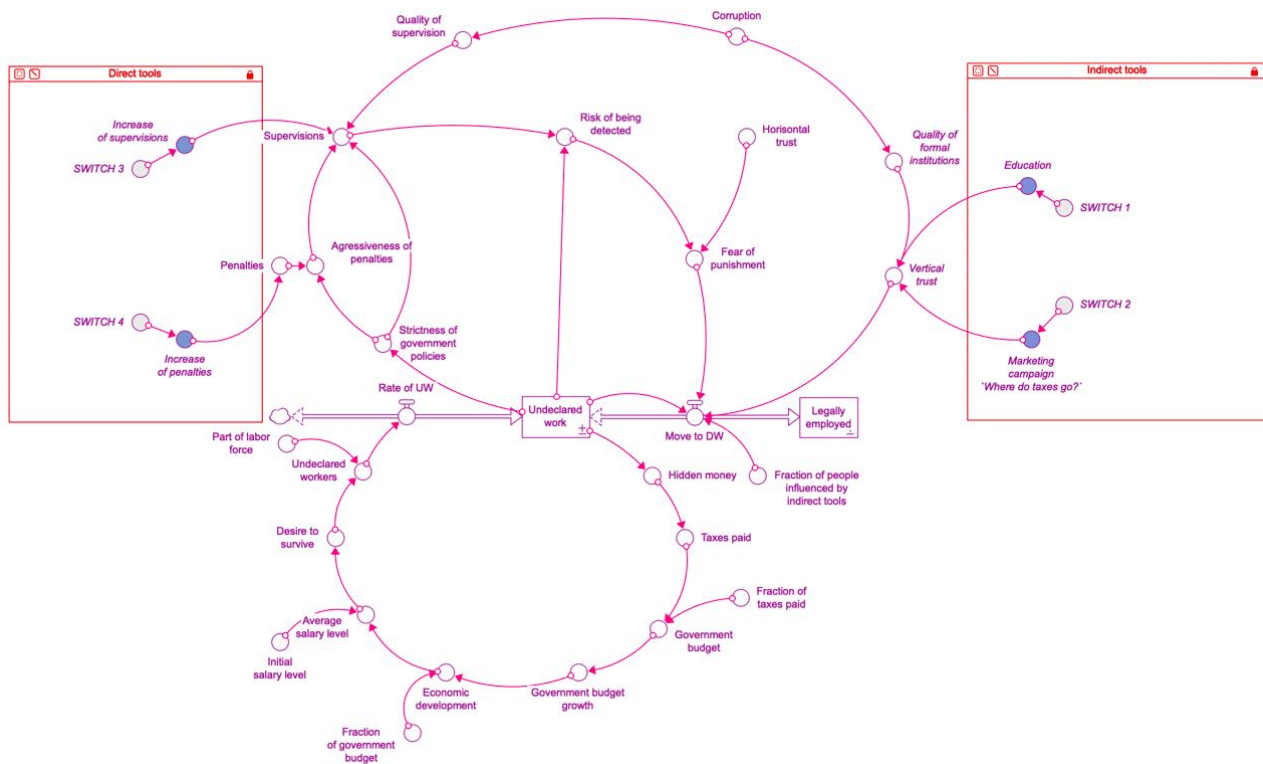 Quality of
supervision
Corruption
Direct tools
Indirect tools
Increase
of supervisions
Supervisions
Risk of being
detected
Horisontal
trust
Quality of
formal
institutions
SWITCH 3
Education
SWITCH 1
Penalties
Agressiveness of
penalties
Fear of
punishment
Vertical
trust
SWITCH 4
SWITCH 2
Increase
of penalties
Strictness of
government
policies
Marketing
campaign
`Where do taxes go?`
Rate of UW
Undeclared
work
Move to DW
Legally
employed
Part of labor
force
Undeclared
workers
Hidden money
Fraction of people
influenced by
indirect tools
Desire to
survive
Taxes paid
Fraction of
taxes paid
Average
salary level
Government
budget
Initial
salary level
Economic
development
Government budget
growth
Fraction
of government
budget